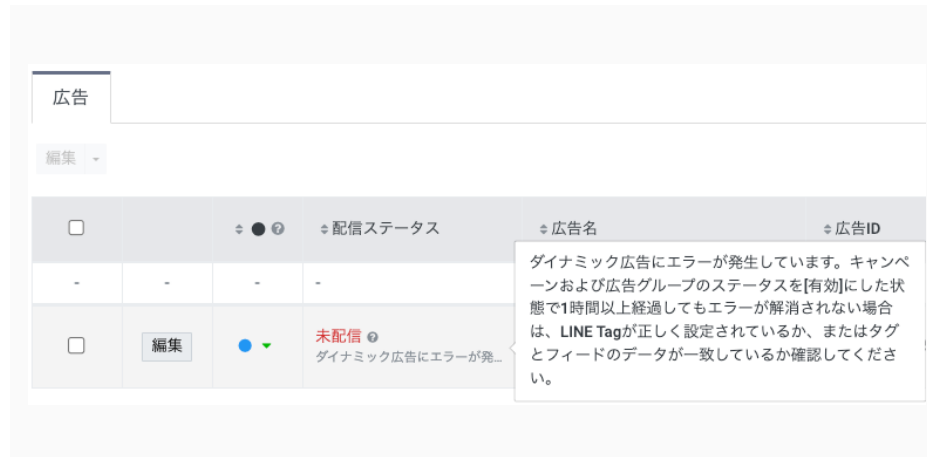 広告
編集
配信ステータス
広告名
広告ID
- - - -
ダイナミック広告にエラーが発生しています。キャンペ
ーンおよび広告グループのステータスを[有効]にした状
態で1時間以上経過してもエラーが解消されない場合
は、LINE Tagが正しく設定されているか、またはタグ
とフィードのデータが一致しているか確認してくださ
い。
編集
未配信
ダイナミック広告にエラーが発...